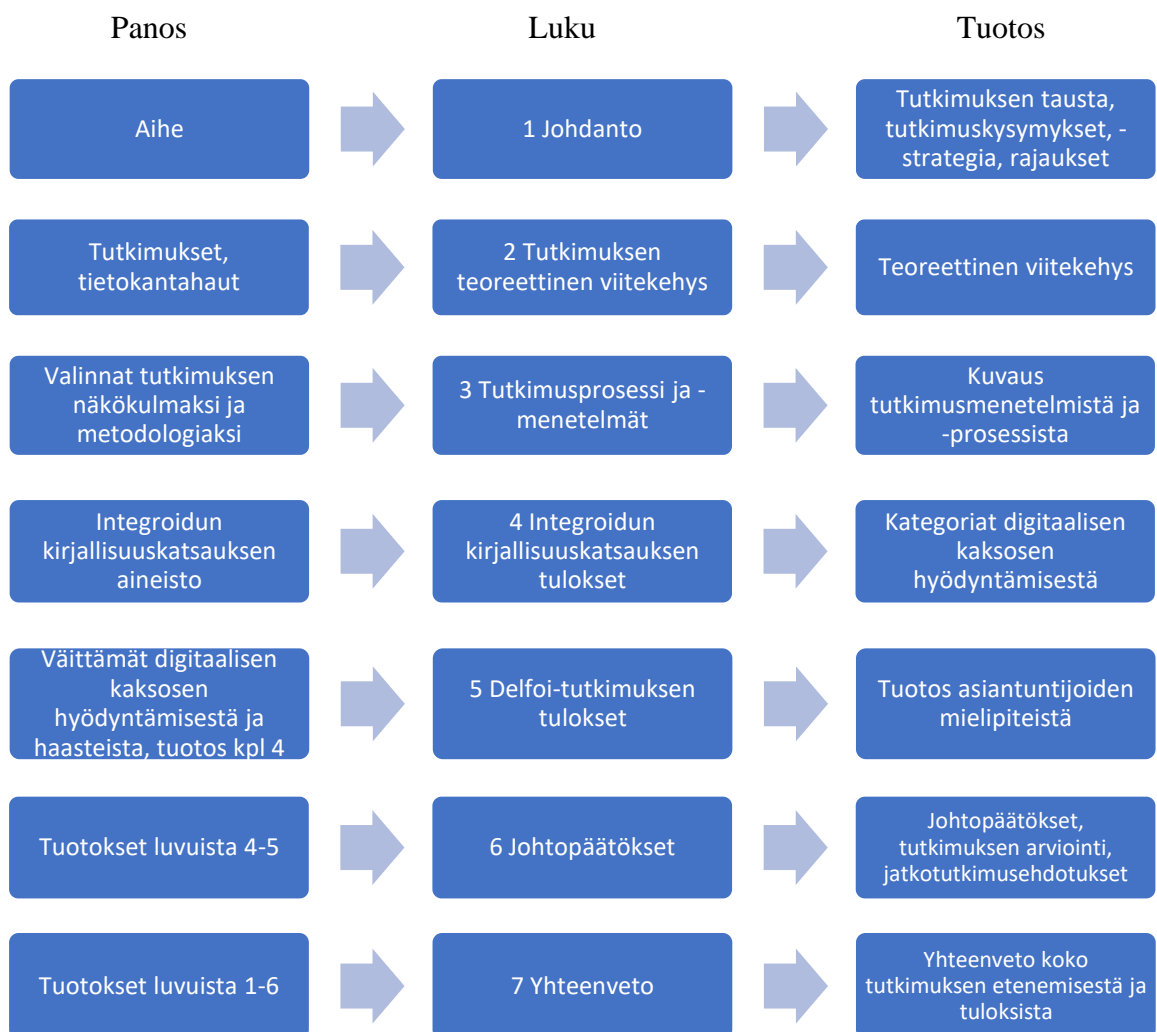 Panos
Luku
Tuotos
Aihe
1 Johdanto
Tutkimuksen tausta,
tutkimuskysymykset, -
strategia, rajaukset
Tutkimukset,
tietokantahaut
2 Tutkimuksen
teoreettinen viitekehys
Teoreettinen viitekehys
Valinnat tutkimuksen
näkökulmaksi ja
metodologiaksi
3 Tutkimusprosessi ja -
menetelmät
Kuvaus
tutkimusmenetelmistä ja
-prosessista
Integroidun
kirjallisuuskatsauksen
aineisto
4 Integroidun
kirjallisuuskatsauksen
tulokset
Kategoriat digitaalisen
kaksosen
hyödyntämisestä
Väittämät digitaalisen
kaksosen
hyödyntämisestä ja
haasteista, tuotos kpl 4
5 Delfoi-tutkimuksen
tulokset
Tuotos asiantuntijoiden
mielipiteistä
Tuotokset luvuista 4-5
6 Johtopäätökset
Johtopäätökset,
tutkimuksen arviointi,
jatkotutkimusehdotukset
Tuotokset luvuista 1-6
7 Yhteenveto
Yhteenveto koko
tutkimuksen etenemisestä ja
tuloksista